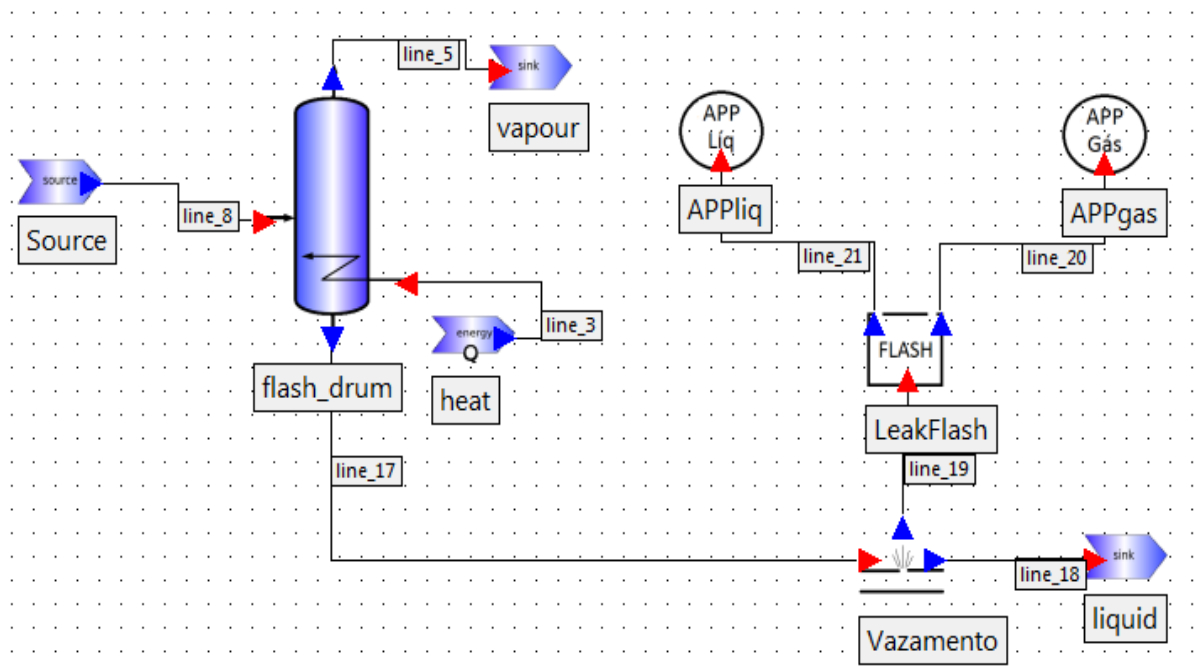 line_5
sink
vapour
source
Source
line_8
line_3
energy
Q
heat
flash_drum
line_17
APP
Líq
APPliq
line_21
APP
Gás
APPgas
line_20
FLASH
LeakFlash
line_19
line_18
sink
liquid
Vazamento